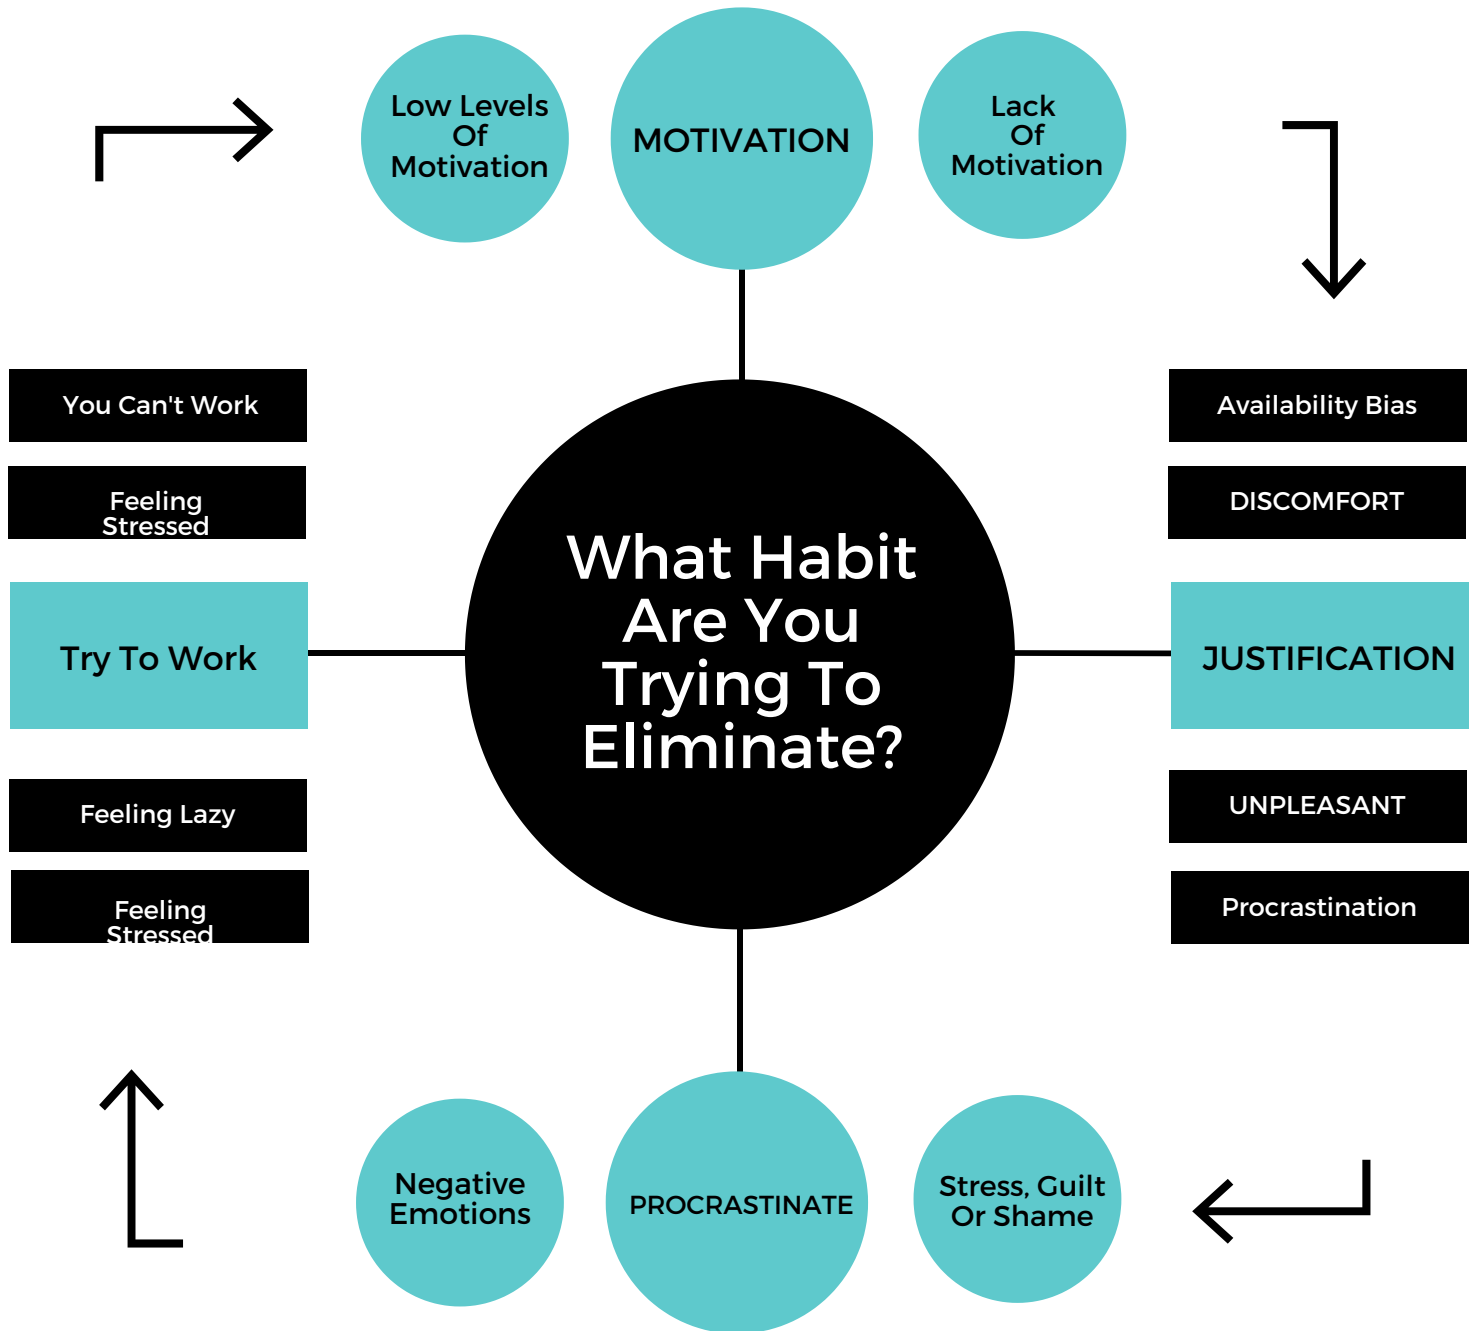 Low Levels
Of
Motivation
MOTIVATION
Lack
Of
Motivation
You Can't Work
Feeling
Stressed
Try To Work
Feeling Lazy
Feeling
Stressed
What Habit
Are You
Trying To
Eliminate?
Availability Bias
DISCOMFORT
JUSTIFICATION
UNPLEASANT
Procrastination
Negative
Emotions
PROCRASTINATE
Stress, Guilt
Or Shame